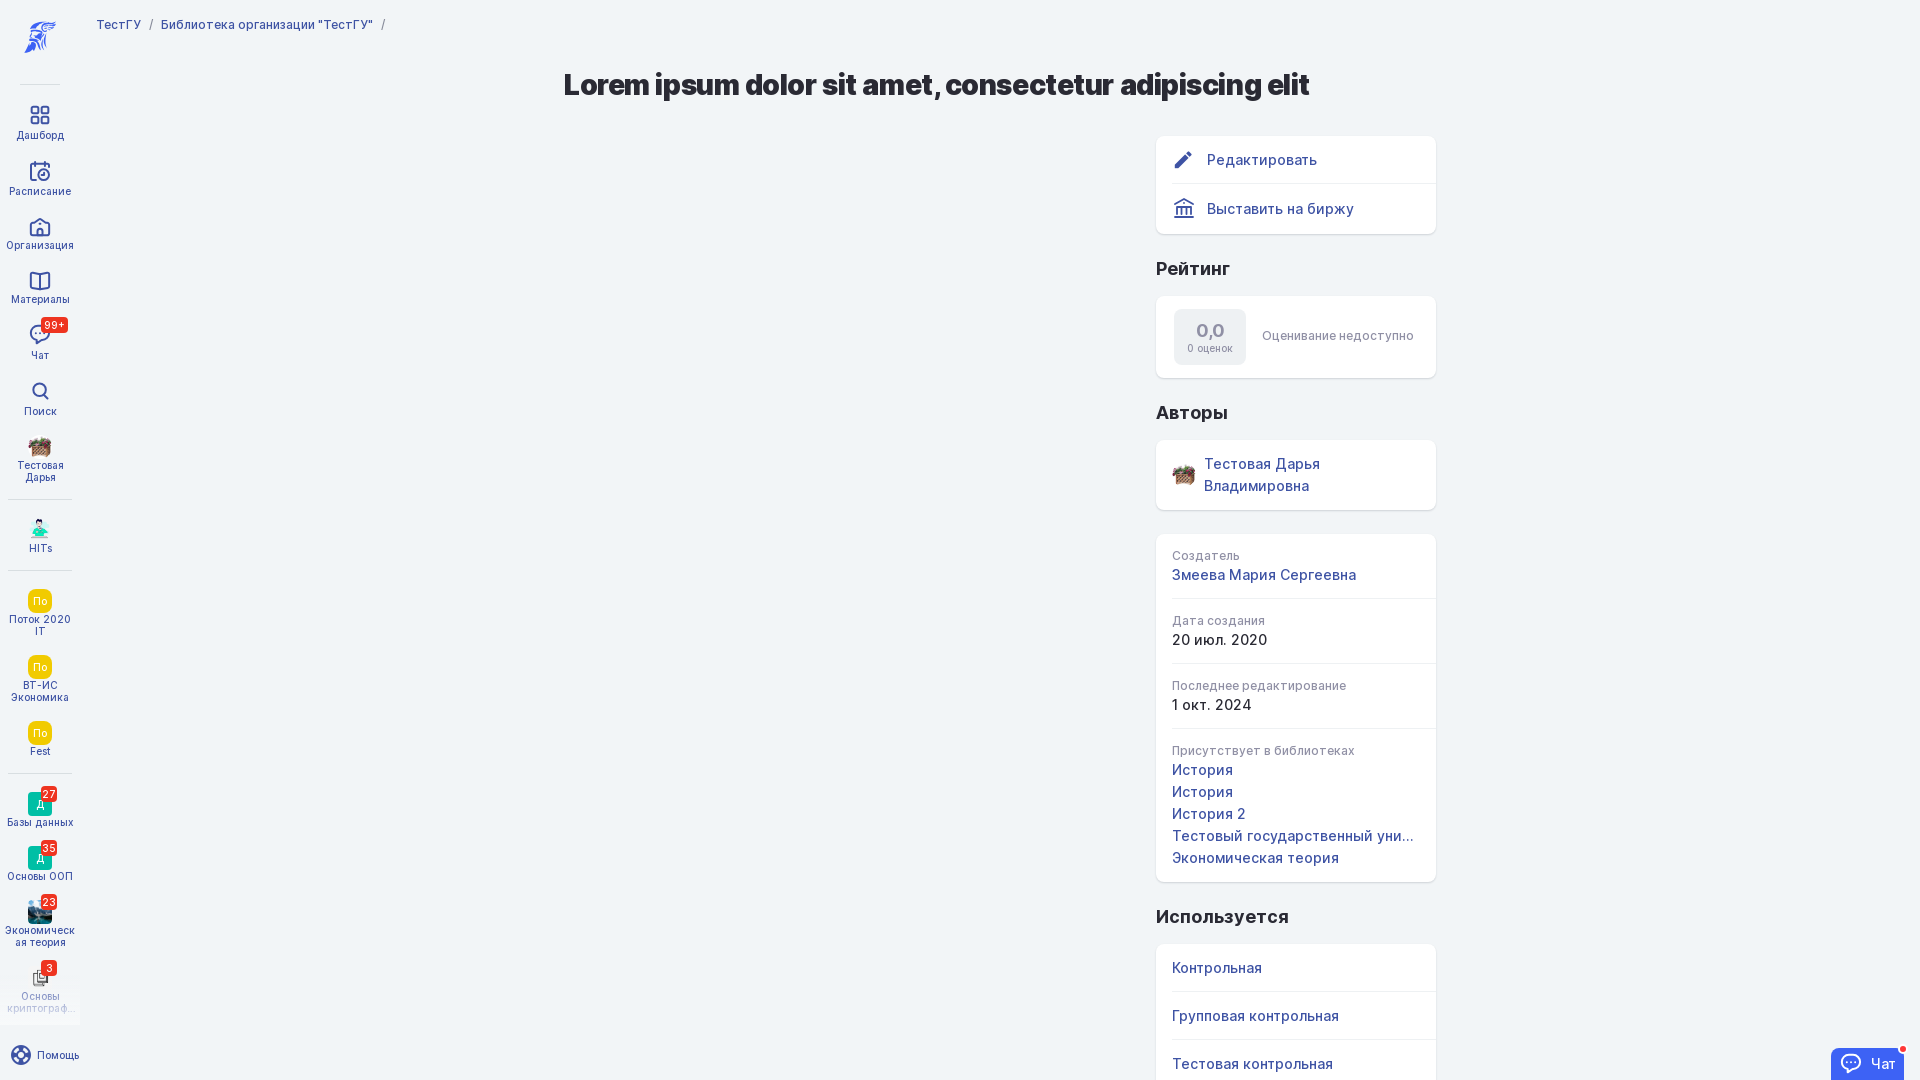 ТестГУ / Библиотека организации "ТестГУ" /
Lorem ipsum dolor sit amet, consectetur adipiscing elit
Дашборд
Расписание
Организация
Материалы
99+
Чат
Поиск
Тестовая
Дарья
HITs
По
Поток 2020
IT
По
ВТ-ИС
Экономика
По
Fest
27
Д
Базы данных
35
Д
Основы ООП
23
Экономическ
ая теория
3
Основы
криптограф...
Помощь
Редактировать
Выставить на биржу
Рейтинг
0,0
0 оценок
Оценивание недоступно
Авторы
Тестовая Дарья
Владимировна
Создатель
Змеева Мария Сергеевна
Дата создания
20 июл. 2020
Последнее редактирование
1 окт. 2024
Присутствует в библиотеках
История
История
История 2
Тестовый государственный уни...
Экономическая теория
Используется
Контрольная
Групповая контрольная
Тестовая контрольная
Чат